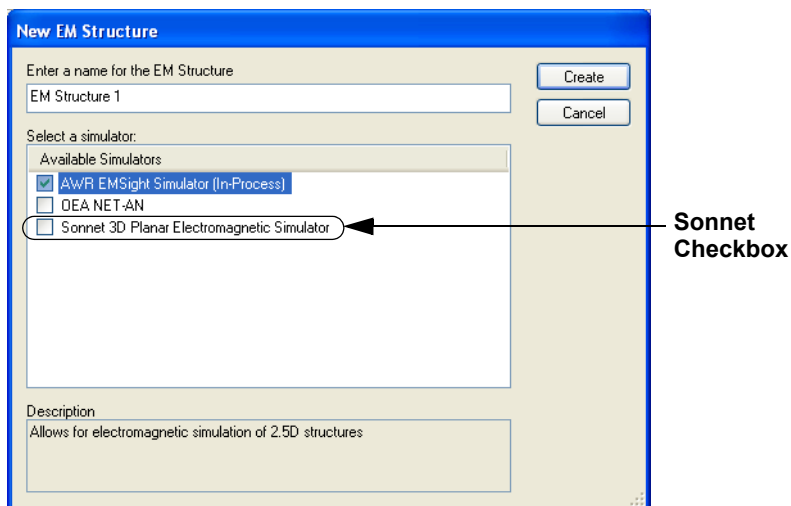 New EM Structure
Enter a name for the EM Structure
EM Structure 1
Create
Cancel
Select a simulator:
Available Simulators
AWR EMSight Simulator (In-Process)
OEA NET-AN
Sonnet 3D Planar Electromagnetic Simulator
Sonnet
Checkbox
Description
Allows for electromagnetic simulation of 2.5D structures